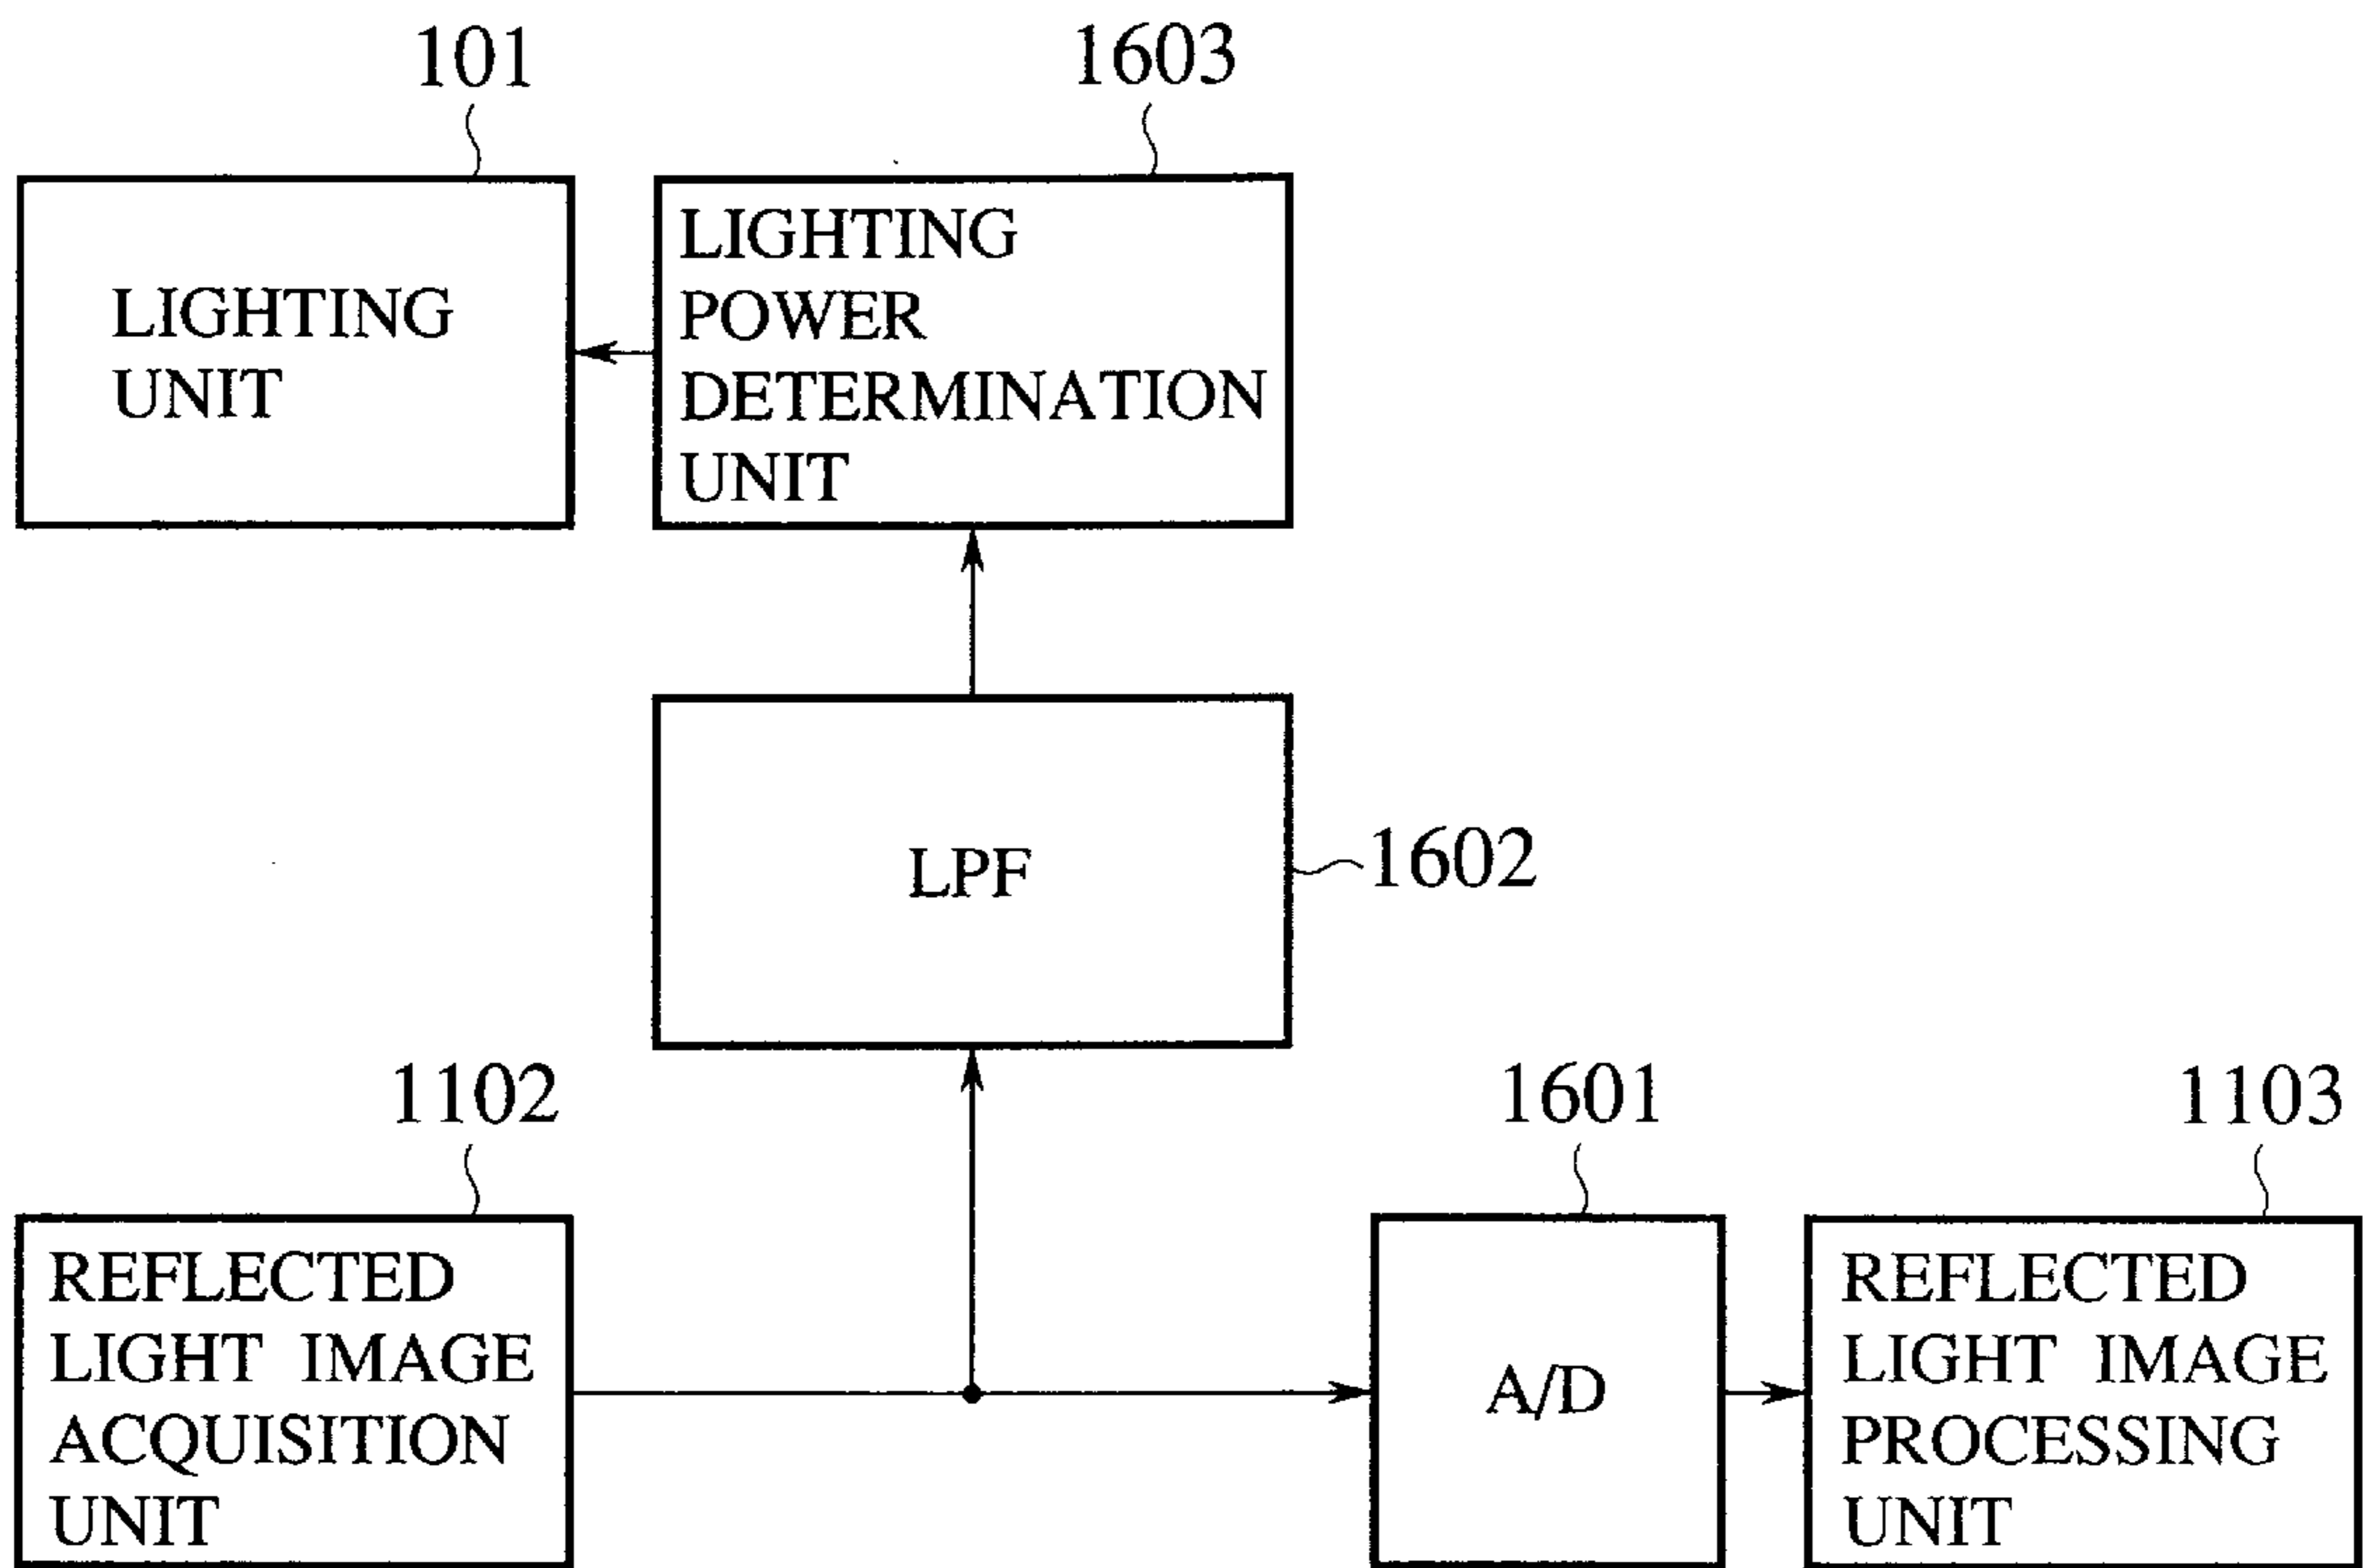 101
1603
LIGHTING
UNIT
LIGHTING
POWER
DETERMINATION
UNIT
LPF
1602
1102
1601
1103
REFLECTED
LIGHT IMAGE
ACQUISITION
UNIT
A/D
REFLECTED
LIGHT IMAGE
PROCESSING
UNIT